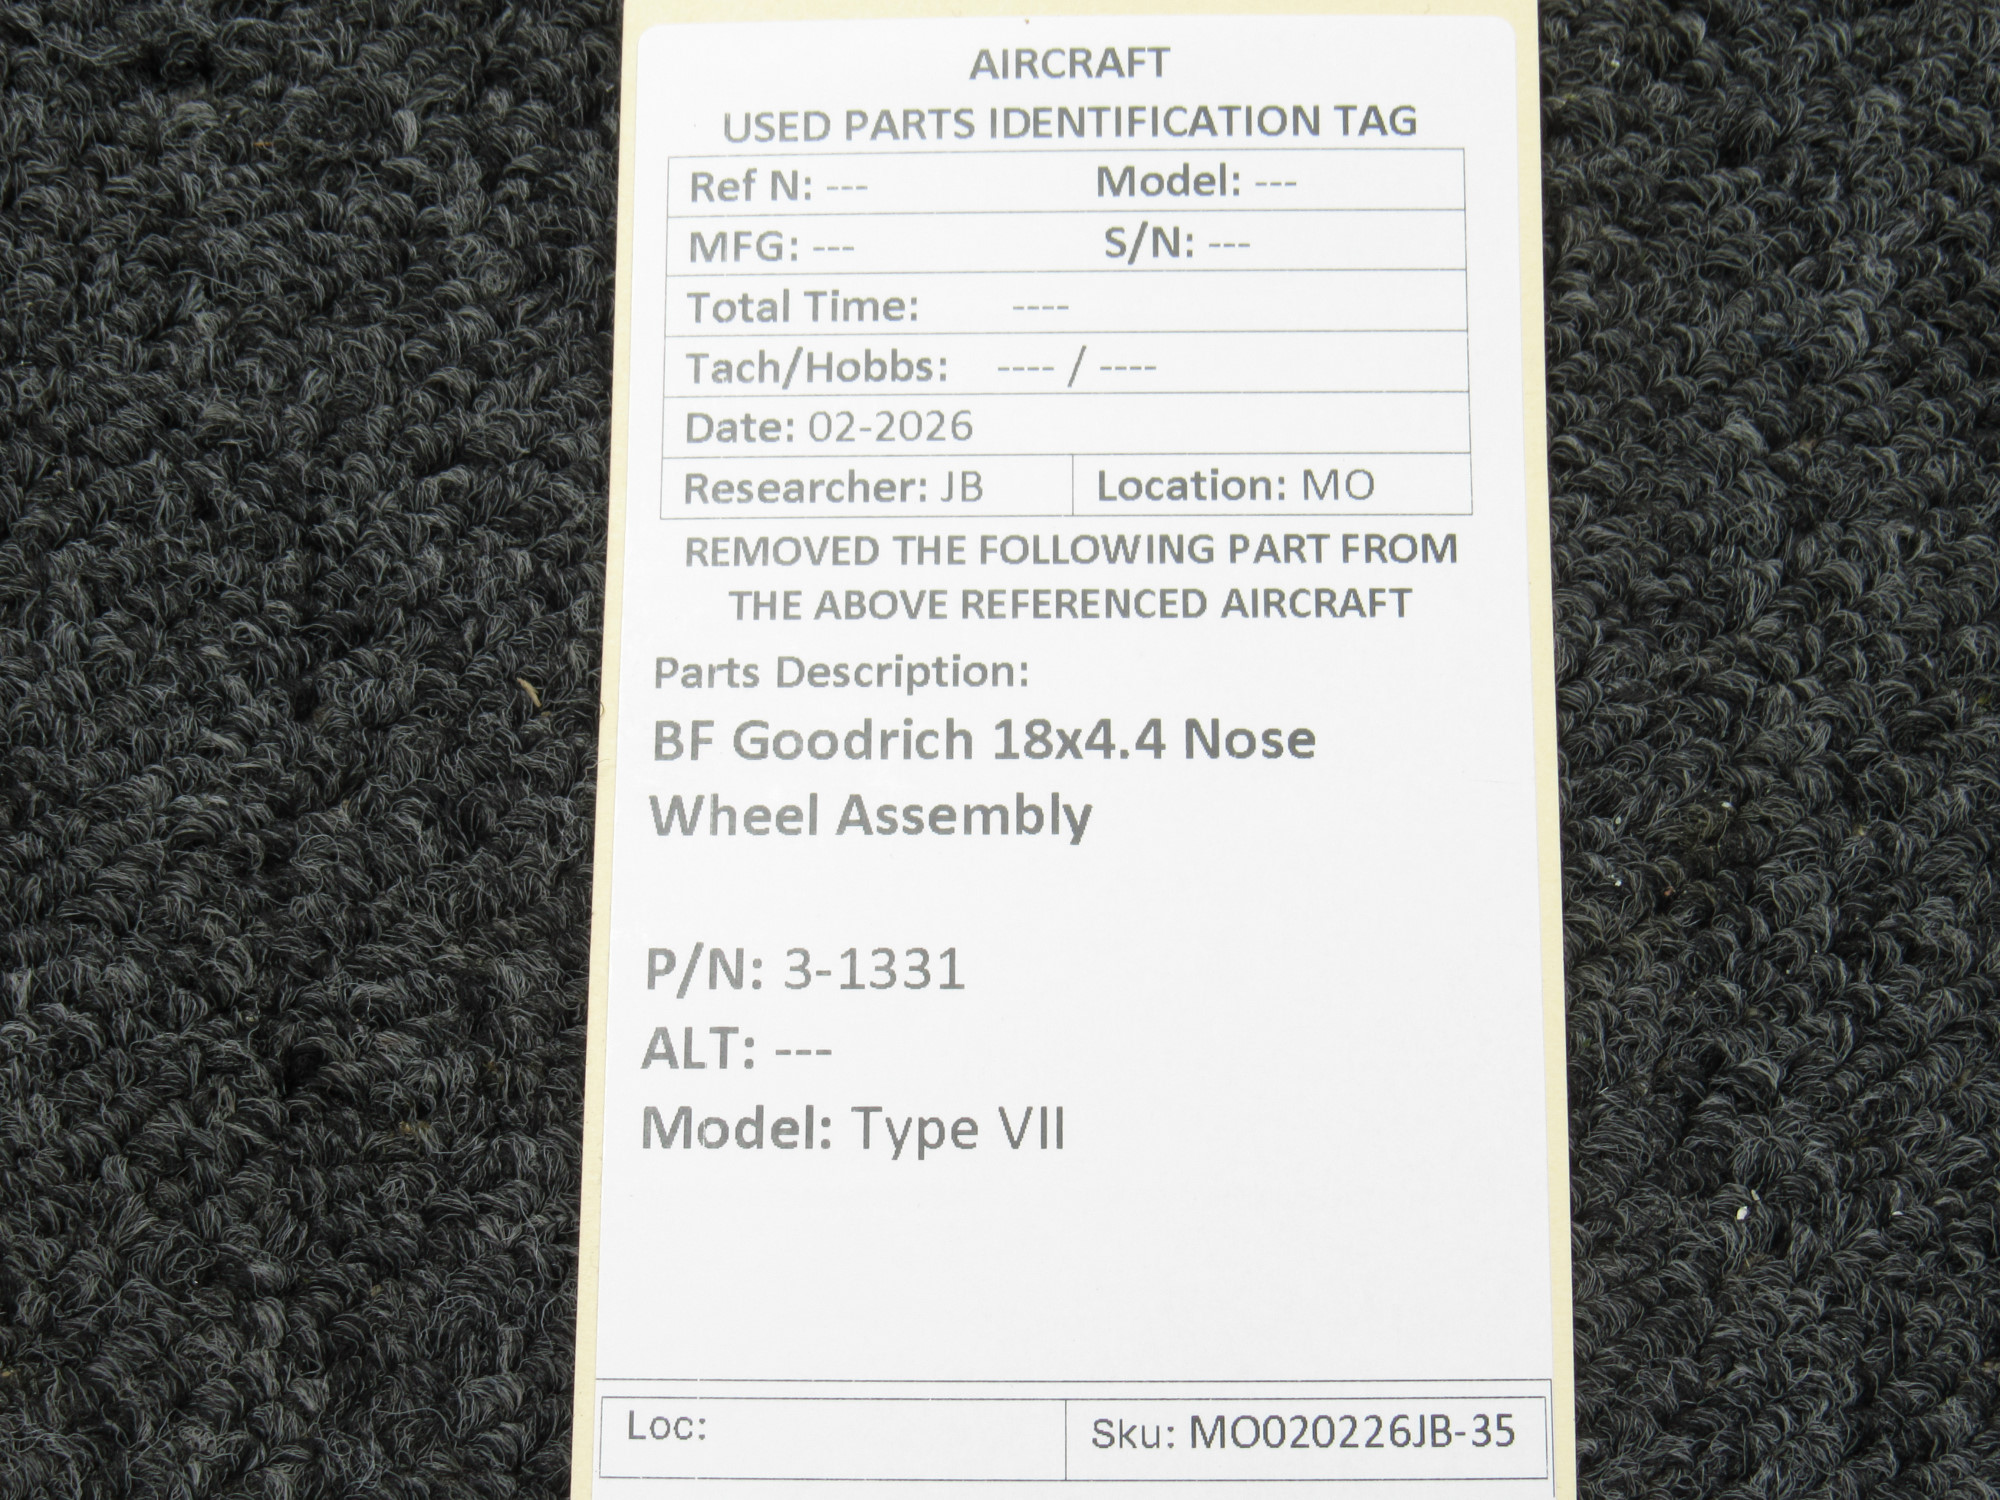 AIRCRAFT
USED PARTS IDENTIFICATION TAG
Ref N: --- Model: ---
MFG: --- S/N: ---
Total Time: ----
Tach/Hobbs: ---- / ----
Date: 02-2026
Researcher: JB Location: MO
REMOVED THE FOLLOWING PART FROM
THE ABOVE REFERENCED AIRCRAFT
Parts Description:
BF Goodrich 18x4.4 Nose
Wheel Assembly
P/N: 3-1331
ALT: ---
Model: Type VII
Loc: Sku: MO020226JB-35